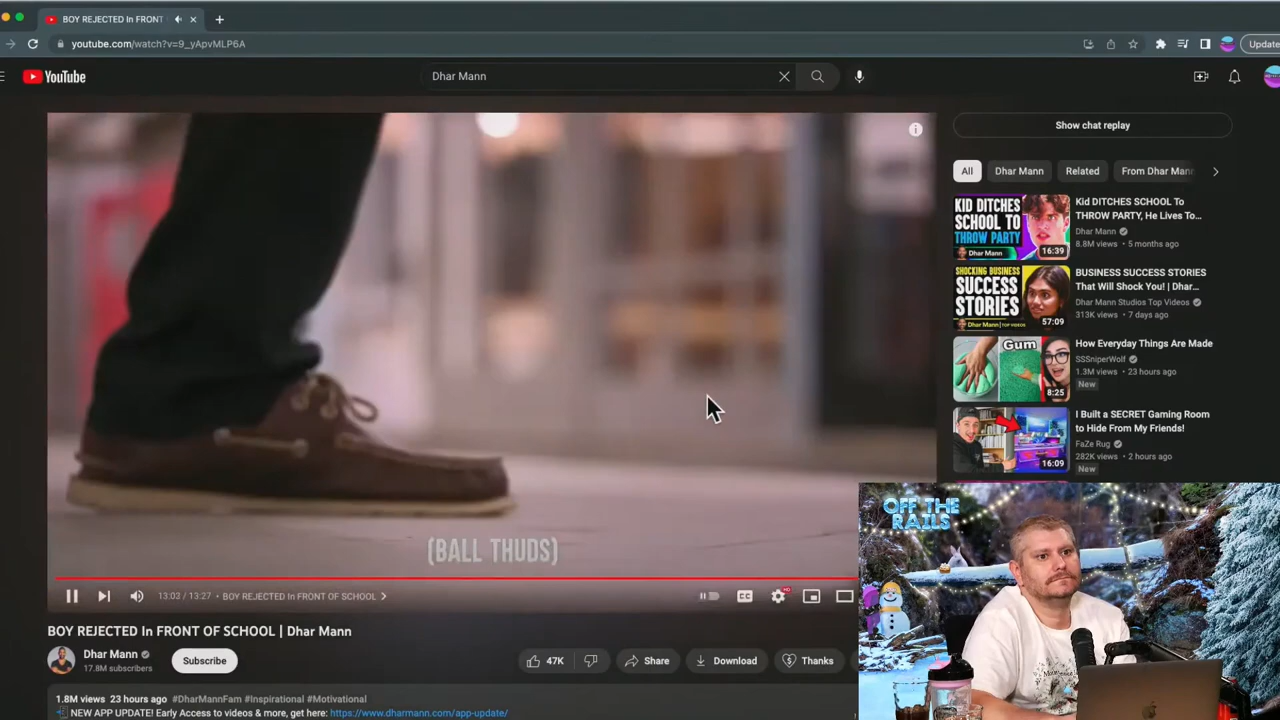 BOY REJECTED In FRONT
youtube.com/watch?v=9_yApvMLP6A
Update
YouTube
Dhar Mann
Show chat replay
All
Dhar Mann
Related
From Dhar Mann
(BALL THUDS)
13:03 / 13:27 • BOY REJECTED In FRONT OF SCHOOL
CC
HD
BOY REJECTED In FRONT OF SCHOOL | Dhar Mann
Dhar Mann
17.8M subscribers
Subscribe
47K
Share
Download
Thanks
1.8M views 23 hours ago #DharMannFam #Inspirational #Motivational
NEW APP UPDATE! Early Access to videos & more, get here: https://www.dharmann.com/app-update/
KID DITCHES
SCHOOL TO
THROW PARTY
Dhar Mann
16:39
Kid DITCHES SCHOOL To
THROW PARTY, He Lives To...
Dhar Mann
8.8M views • 5 months ago
SHOCKING BUSINESS
SUCCESS
STORIES
Dhar Mann | TOP VIDEOS
57:09
BUSINESS SUCCESS STORIES
That Will Shock You! | Dhar...
Dhar Mann Studios Top Videos
313K Views • 7 days ago
Gum
8:25
How Everyday Things Are Made
SSSniperWolf
1.3M views • 23 hours ago
New
16:09
I Built a SECRET Gaming Room
to Hide From My Friends!
FaZe Rug
282K views • 2 hours ago
New
OFF THE
RAILS